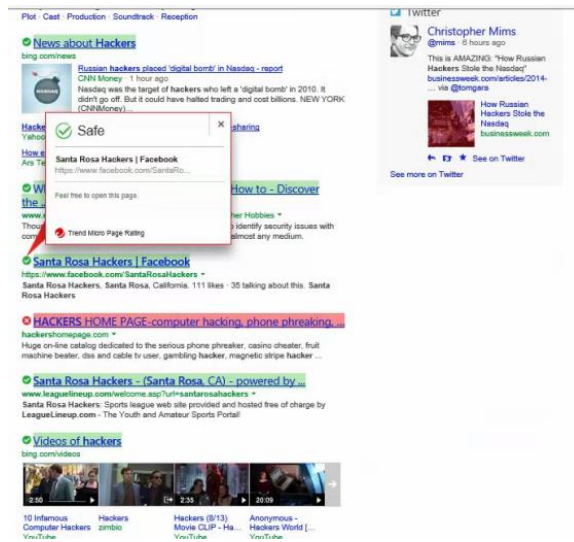 Plot · Cast · Production · Soundtrack · Reception
News about Hackers
bing.com/news
Russian hackers placed 'digital bomb' in Nasdaq - report
CNN Money · 1 hour ago
Nasdaq was the target of hackers who left a 'digital bomb' in 2010. It
didn't go off. But it could have halted trading and cost billions. NEW YORK
(CNNMoney)...
sharing
Safe
×
Santa Rosa Hackers | Facebook
https://www.facebook.com/SantaRo...
Feel free to open this page.
Trend Micro Page Rating
How to - Discover
the ...
her Hobbies
identify security issues with
almost any medium.
Santa Rosa Hackers | Facebook
https://www.facebook.com/SantaRosaHackers
Santa Rosa Hackers, Santa Rosa, California. 111 likes · 35 talking about this. Santa
Rosa Hackers
HACKERS HOME PAGE-computer hacking, phone phreaking, ...
hackershomepage.com
Huge on-line catalog dedicated to the serious phone phreaker, casino cheater, fruit
machine beater, dss and cable tv user, gambling hacker, magnetic stripe hacker ...
Santa Rosa Hackers - (Santa Rosa, CA) - powered by ...
www.leaguelineup.com/welcome.asp?url=santarosahackers
Santa Rosa Hackers: Sports league web site provided and hosted free of charge by
LeagueLineup.com - The Youth and Amateur Sports Portal!
Videos of hackers
bing.com/videos
2:50
2:35
20:09
10 Infamous
Computer Hackers
YouTube
Hackers
zimbio
Hackers (8/13)
Movie CLIP - Ha...
YouTube
Anonymous -
Hackers World [...
YouTube
Twitter
Christopher Mims
@mims · 6 hours ago
This is AMAZING: "How Russian
Hackers Stole the Nasdaq"
businessweek.com/articles/2014-
... via @tomgara
How Russian
Hackers Stole the
Nasdaq
businessweek.com
See on Twitter
See more on Twitter